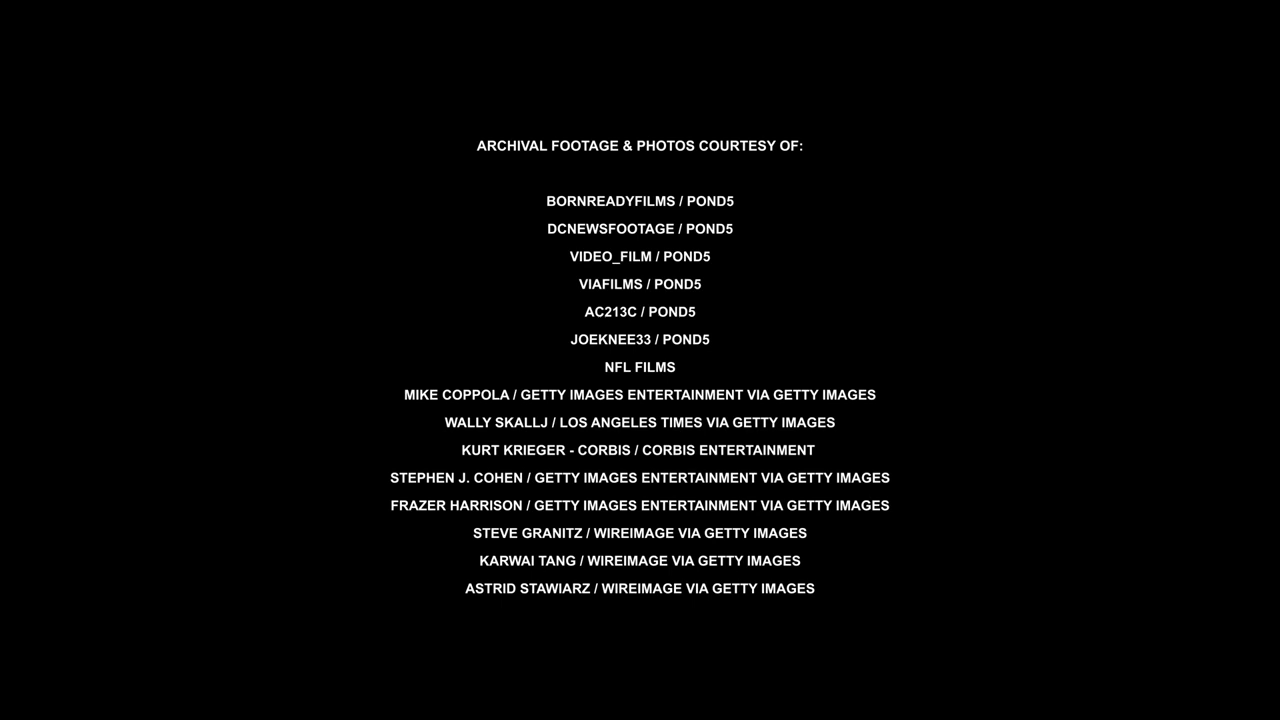 ARCHIVAL FOOTAGE & PHOTOS COURTESY OF:
BORNREADYFILMS / POND5
DCNEWSFOOTAGE / POND5
VIDEO_FILM / POND5
VIAFILMS / POND5
AC213C / POND5
JOEKNEE33 / POND5
NFL FILMS
MIKE COPPOLA / GETTY IMAGES ENTERTAINMENT VIA GETTY IMAGES
WALLY SKALLJ / LOS ANGELES TIMES VIA GETTY IMAGES
KURT KRIEGER - CORBIS / CORBIS ENTERTAINMENT
STEPHEN J. COHEN / GETTY IMAGES ENTERTAINMENT VIA GETTY IMAGES
FRAZER HARRISON / GETTY IMAGES ENTERTAINMENT VIA GETTY IMAGES
STEVE GRANITZ / WIREIMAGE VIA GETTY IMAGES
KARWAI TANG / WIREIMAGE VIA GETTY IMAGES
ASTRID STAWIARZ / WIREIMAGE VIA GETTY IMAGES